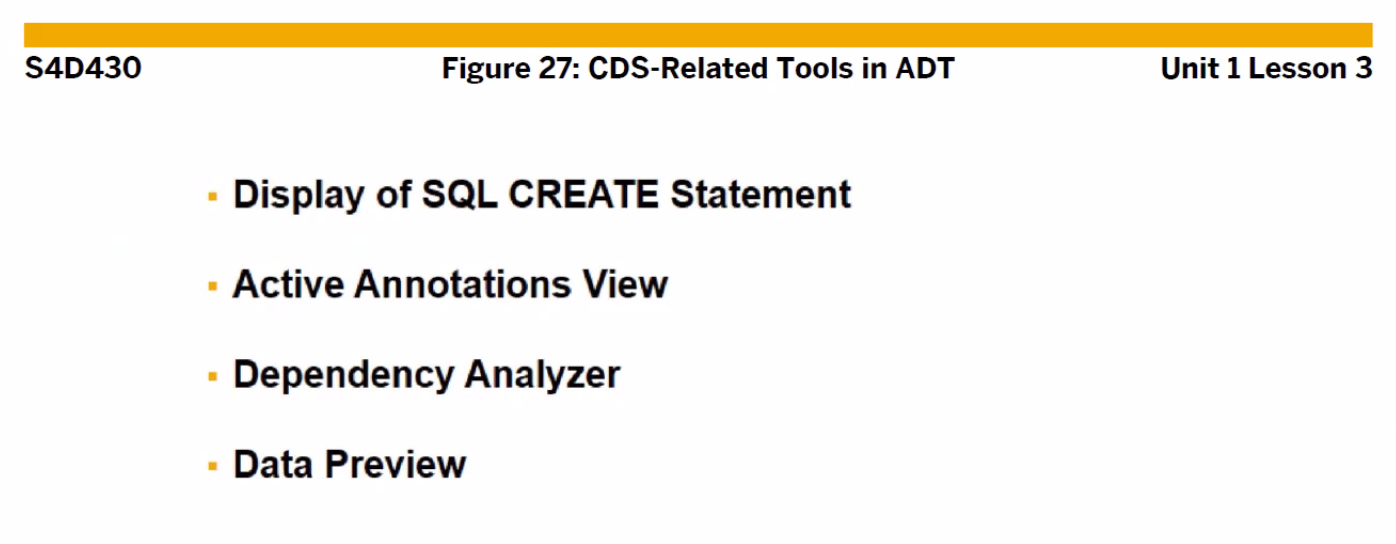 S4D430 Figure 27: CDS-Related Tools in ADT Unit 1 Lesson 3
▪ Display of SQL CREATE Statement
▪ Active Annotations View
▪ Dependency Analyzer
▪ Data Preview